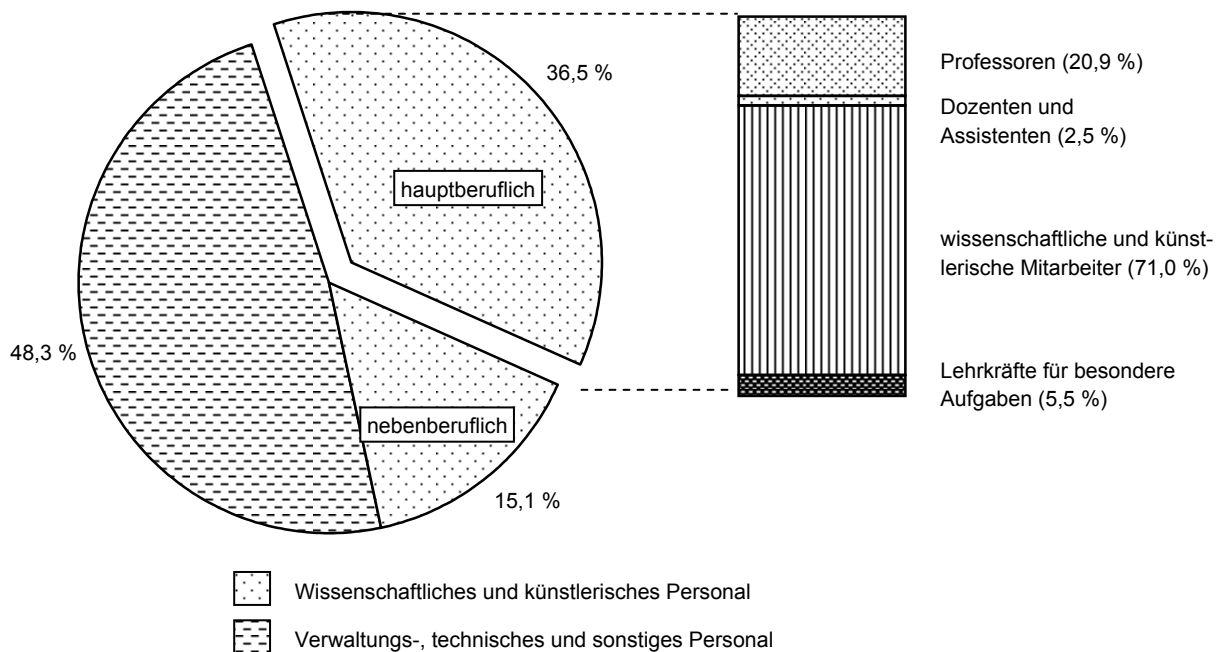 36,5 %
hauptberuflich
48,3 %
nebenberuflich
15,1 %
Professoren (20,9 %)
Dozenten und
Assistenten (2,5 %)
wissenschaftliche und künst-
lerische Mitarbeiter (71,0 %)
Lehrkräfte für besondere
Aufgaben (5,5 %)
Wissenschaftliches und künstlerisches Personal
Verwaltungs-, technisches und sonstiges Personal